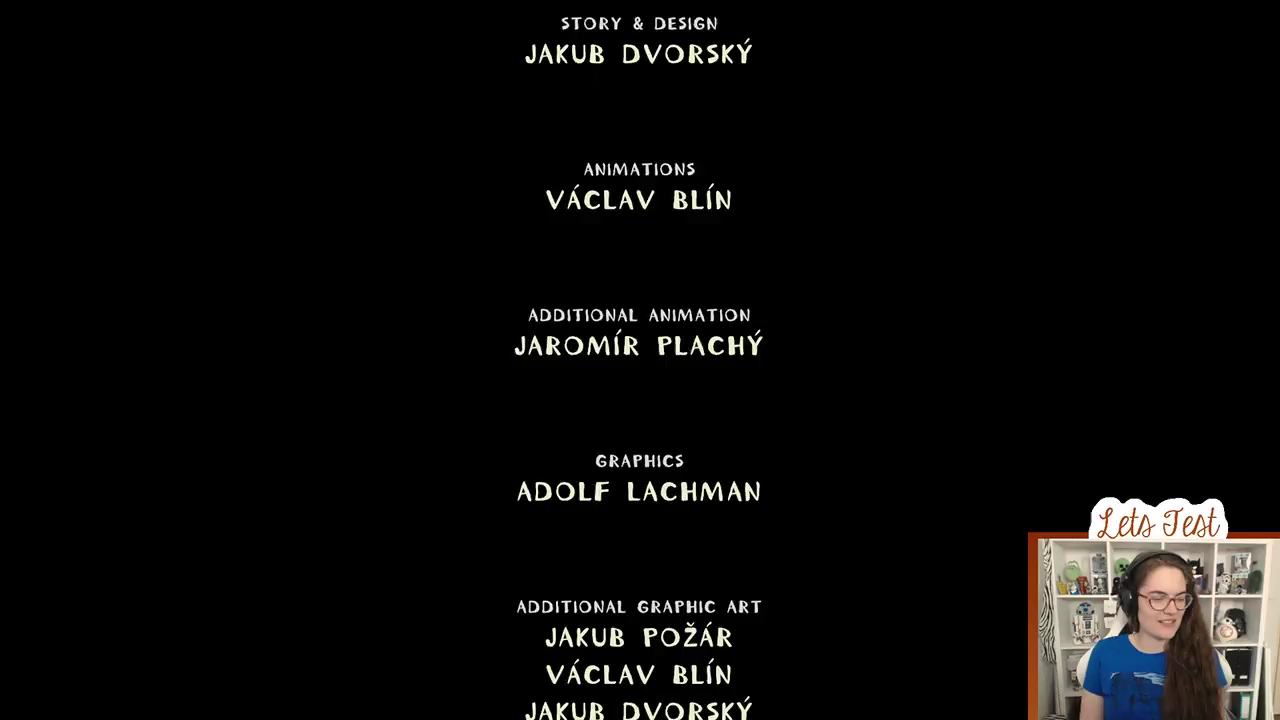 STORY & DESIGN
JAKUB DVORSKÝ
ANIMATIONS
VÁCLAV BLÍN
ADDITIONAL ANIMATION
JAROMÍR PLACHÝ
GRAPHICS
ADOLF LACHMAN
Lets Test
ADDITIONAL GRAPHIC ART
JAKUB POŽÁR
VÁCLAV BLÍN
JAKUB DVORSKÝ